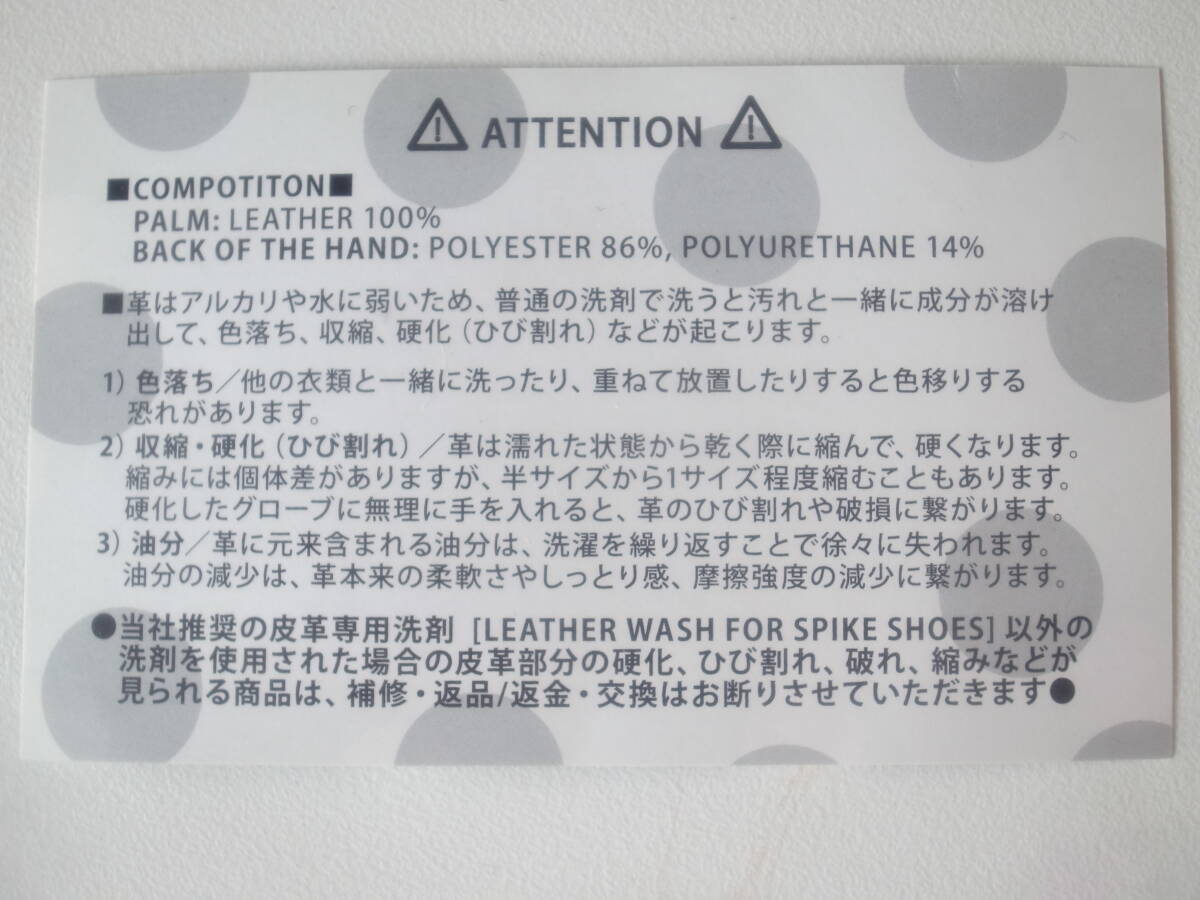 ⚠ ATTENTION ⚠
■COMPOTITON■
PALM: LEATHER 100%
BACK OF THE HAND: POLYESTER 86%, POLYURETHANE 14%
■革はアルカリや水に弱いため、普通の洗剤で洗うと汚れと一緒に成分が溶け
出して、色落ち、収縮、硬化（ひび割れ）などが起こります。
1）色落ち／他の衣類と一緒に洗ったり、重ねて放置したりすると色移りする
恐れがあります。
2）収縮・硬化（ひび割れ）／革は濡れた状態から乾く際に縮んで、硬くなります。
縮みには個体差がありますが、半サイズから1サイズ程度縮むこともあります。
硬化したグローブに無理に手を入れると、革のひび割れや破損に繋がります。
3）油分／革に元来含まれる油分は、洗濯を繰り返すことで徐々に失われます。
油分の減少は、革本来の柔軟さやしっとり感、摩擦強度の減少に繋がります。
●当社推奨の皮革専用洗剤 [LEATHER WASH FOR SPIKE SHOES] 以外の
洗剤を使用された場合の皮革部分の硬化、ひび割れ、破れ、縮みなどが
見られる商品は、補修・返品/返金・交換はお断りさせていただきます●